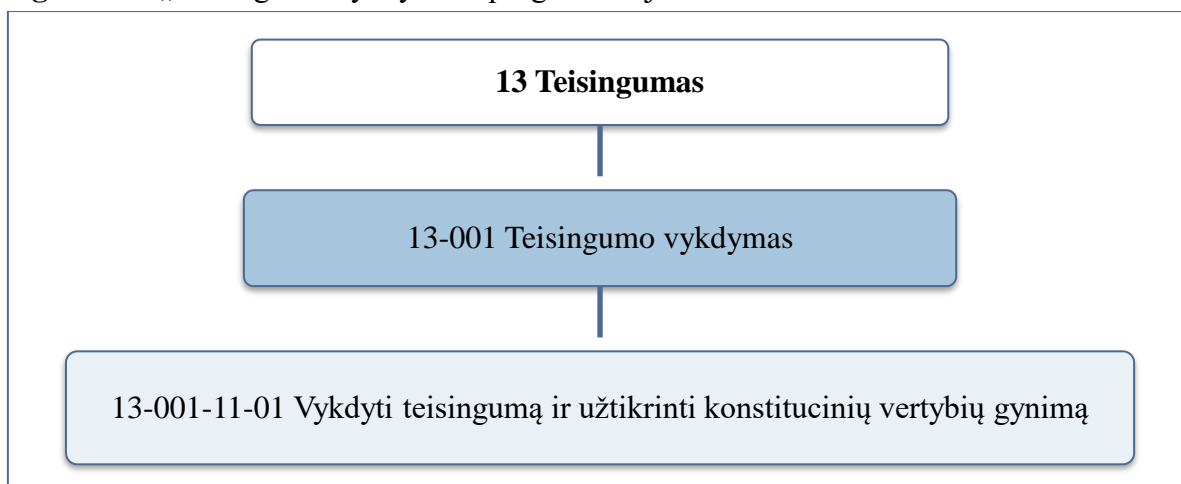 13 Teisingumas
13-001 Teisingumo vykdymas
13-001-11-01 Vykdyti teisingumą ir užtikrinti konstitucinių vertybių gynimą